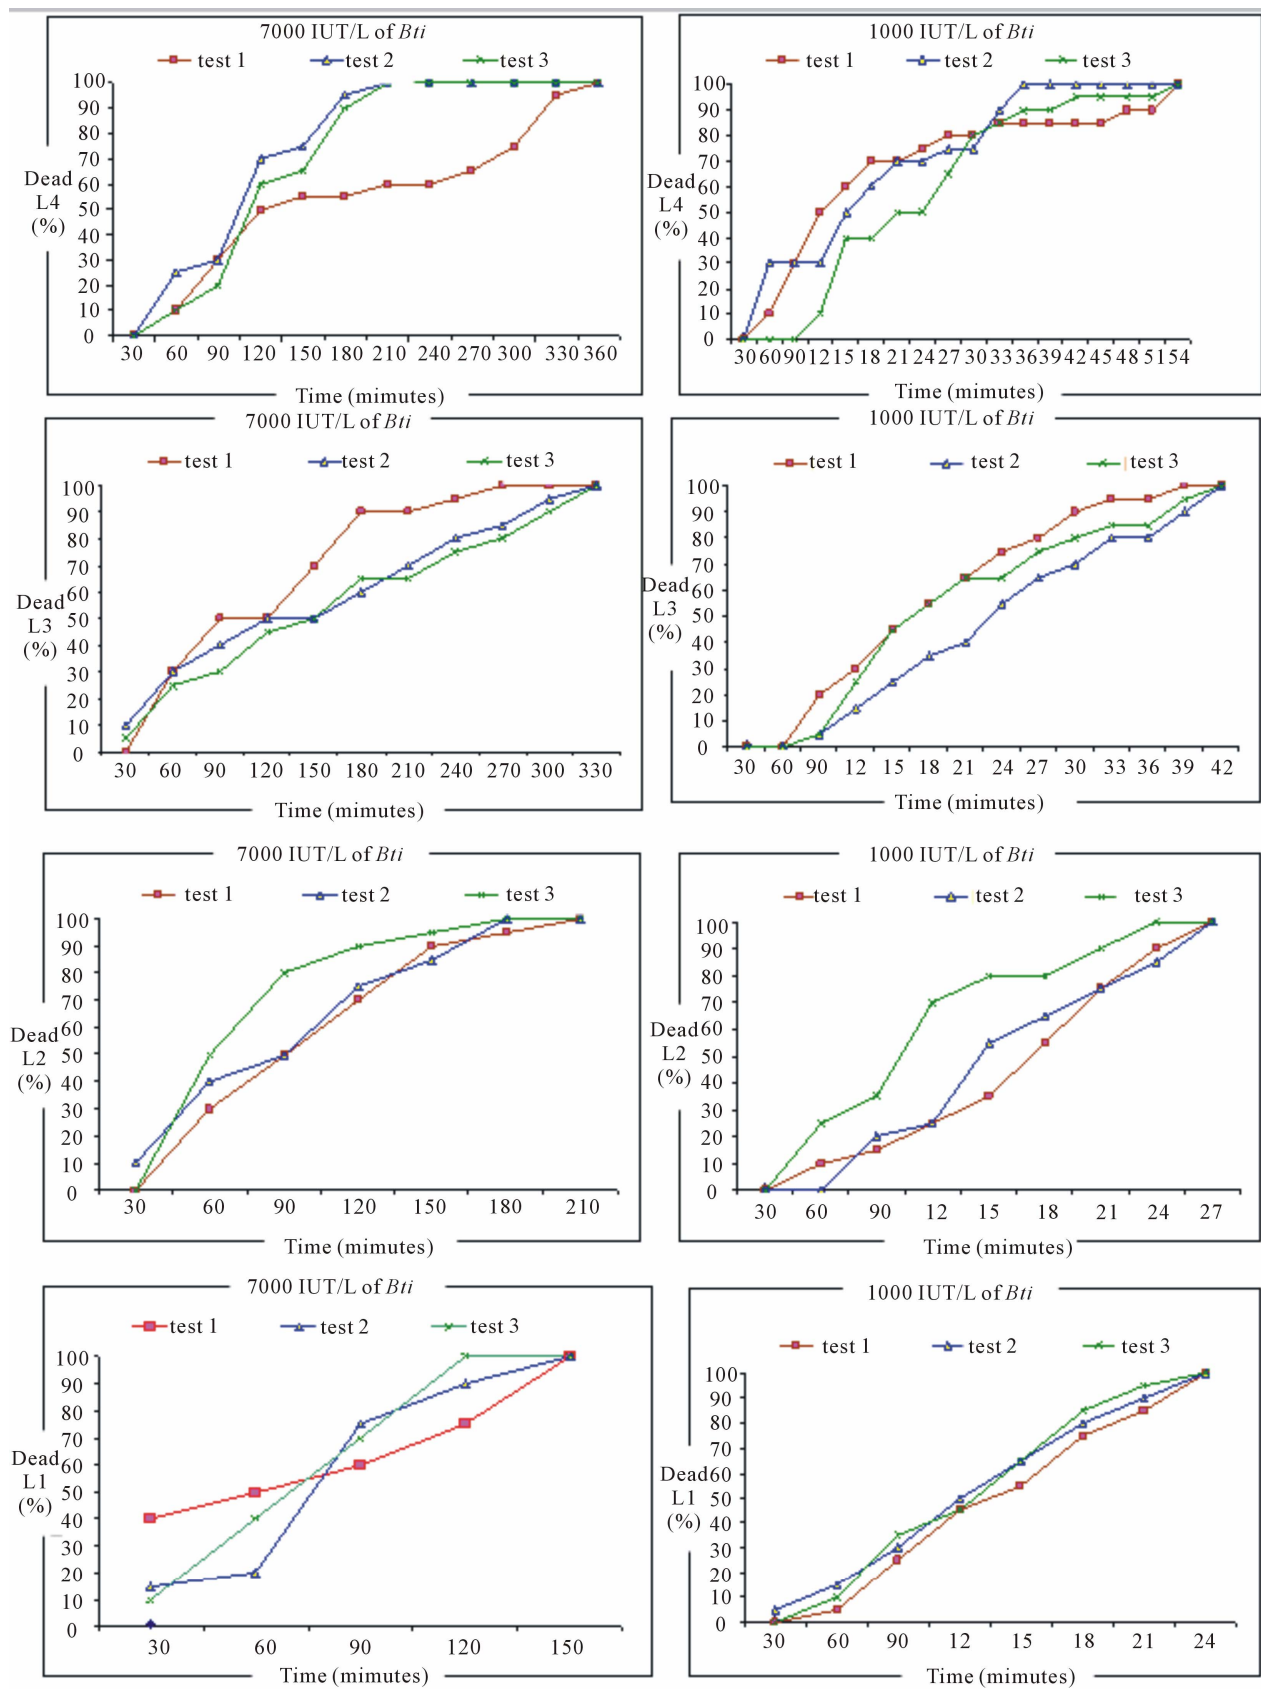 7000 IUT/L of Bti
test 1 test 2 test 3
100
90
80
70
60
50
40
30
20
10
0
Dead
L4
(%)
30 60 90 120 150 180 210 240 270 300 330 360
Time (mimutes)
1000 IUT/L of Bti
test 1 test 2 test 3
100
90
80
70
60
50
40
30
20
10
0
Dead
L4
(%)
30 60 90 12 15 18 21 24 27 30 33 36 39 42 45 48 51 54
Time (mimutes)
7000 IUT/L of Bti
test 1 test 2 test 3
100
90
80
70
60
50
40
30
20
10
0
Dead
L3
(%)
30 60 90 120 150 180 210 240 270 300 330
Time (mimutes)
1000 IUT/L of Bti
test 1 test 2 test 3
100
90
80
70
60
50
40
30
20
10
0
Dead
L3
(%)
30 60 90 12 15 18 21 24 27 30 33 36 39 42
Time (mimutes)
7000 IUT/L of Bti
test 1 test 2 test 3
100
90
80
70
60
50
40
30
20
10
0
Dead
L2
(%)
30 60 90 120 150 180 210
Time (mimutes)
1000 IUT/L of Bti
test 1 test 2 test 3
100
90
80
70
60
50
40
30
20
10
0
Dead
L2
(%)
30 60 90 12 15 18 21 24 27
Time (mimutes)
7000 IUT/L of Bti
test 1 test 2 test 3
100
90
80
70
60
50
40
30
20
10
0
Dead
L1
(%)
30 60 90 120 150
Time (mimutes)
1000 IUT/L of Bti
test 1 test 2 test 3
100
90
80
70
60
50
40
30
20
10
0
Dead
L1
(%)
30 60 90 12 15 18 21 24
Time (mimutes)